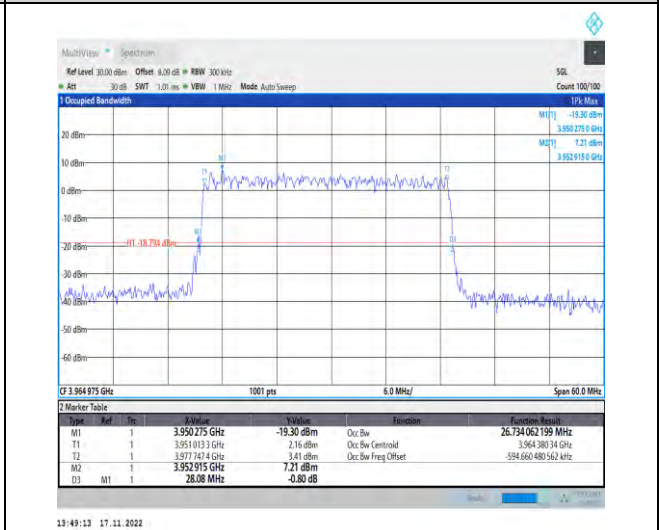 MultiView Spectrum
Ref Level 30.00 dBm Offset 8.09 dB RBW 300 kHz SGL
Att 30 dB SWT 1.01 ms VBW 1 MHz Mode Auto Sweep Count 100/100
1 Occupied Bandwidth 1Pk Max
M1[1] -19.30 dBm
3.950 275 0 GHz
M2[1] 7.21 dBm
3.952 915 0 GHz
20 dBm
10 dBm
0 dBm
-10 dBm
-20 dBm
H1 -18.794 dBm
-30 dBm
-40 dBm
-50 dBm
-60 dBm
T1
M2
T2
M1
D3
CF 3.964 975 GHz 1001 pts 6.0 MHz/ Span 60.0 MHz
2 Marker Table
Type Ref Trc X-Value Y-Value Function Function Result
M1 1 3.950 275 GHz -19.30 dBm Occ Bw 26.734 062 199 MHz
T1 1 3.951 013 3 GHz 2.16 dBm Occ Bw Centroid 3.964 380 34 GHz
T2 1 3.977 747 4 GHz 3.41 dBm Occ Bw Freq Offset -594.660 480 562 kHz
M2 1 3.952 915 GHz 7.21 dBm
D3 M1 1 28.08 MHz -0.80 dB
13:49:13 17.11.2022